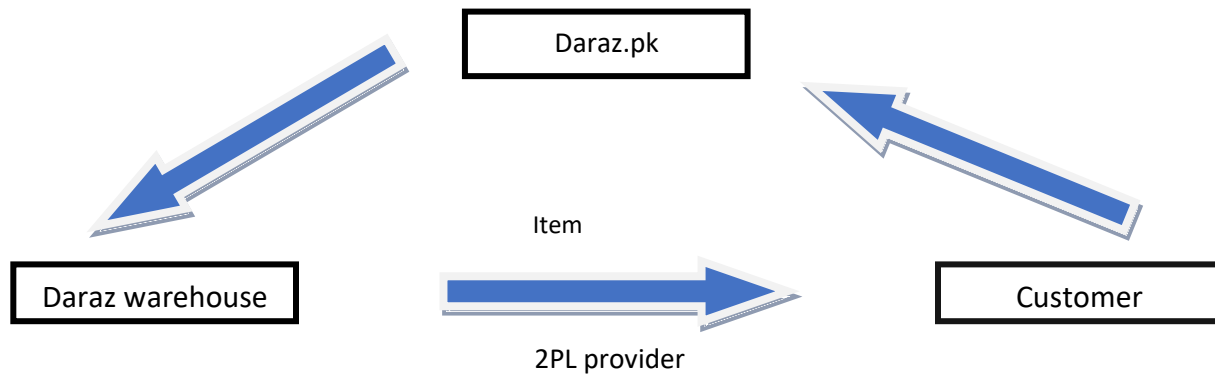 Daraz.pk
Item
Daraz warehouse
Customer
2PL provider